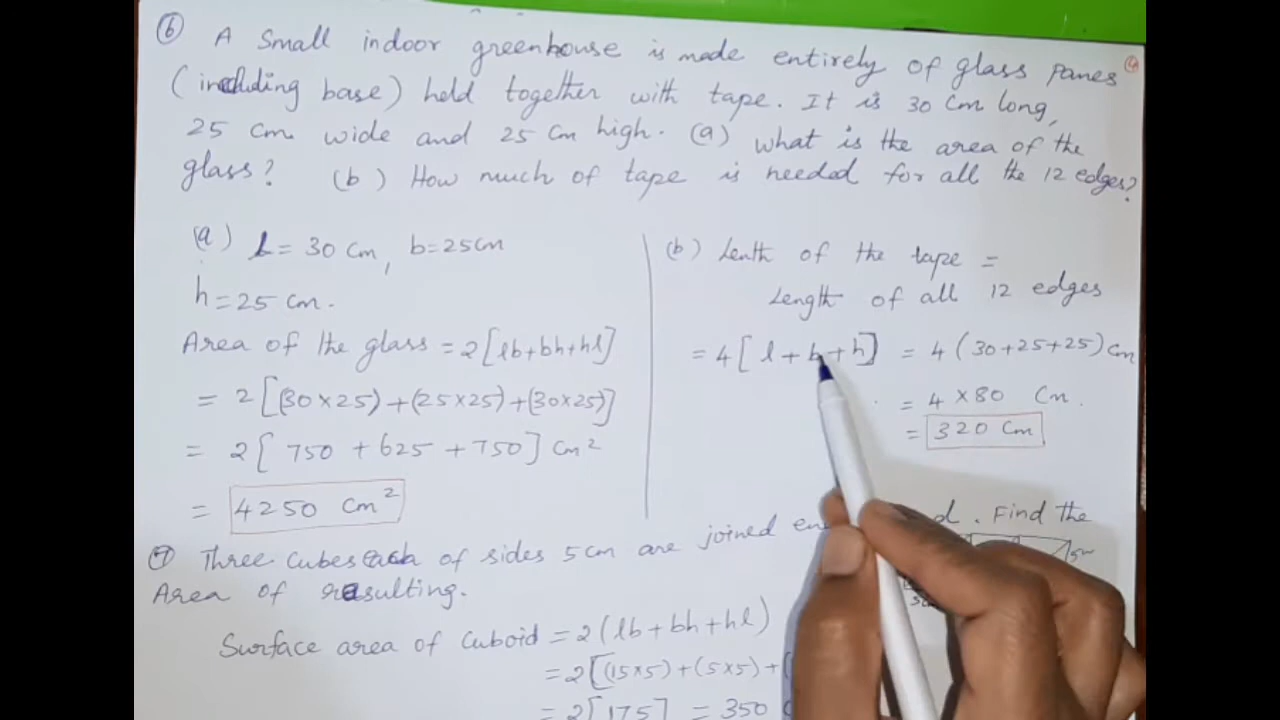 ⑥ A small indoor greenhouse is made entirely of glass panes
④
(including base) held together with tape. It is 30 cm long,
25 cm wide and 25 cm high. (a) what is the area of the
glass? (b) How much of tape is needed for all the 12 edges?
(a) l = 30 cm, b = 25 cm
h = 25 cm.
Area of the glass = 2[lb+bh+hl]
= 2[(30×25)+(25×25)+(30×25)]
= 2[750 + 625 + 750] cm²
= 4250 cm²
(b) Lenth of the tape =
Length of all 12 edges
= 4[l+b+h] = 4(30+25+25) cm
= 4 × 80 cm.
= 320 cm
⑦ Three cubes each of sides 5 cm are joined . Find the
Area of resulting.
5cm
Surface area of Cuboid = 2(lb+bh+hl)
= 2[(15×5)+(5×5)+(
= 2[175] = 350